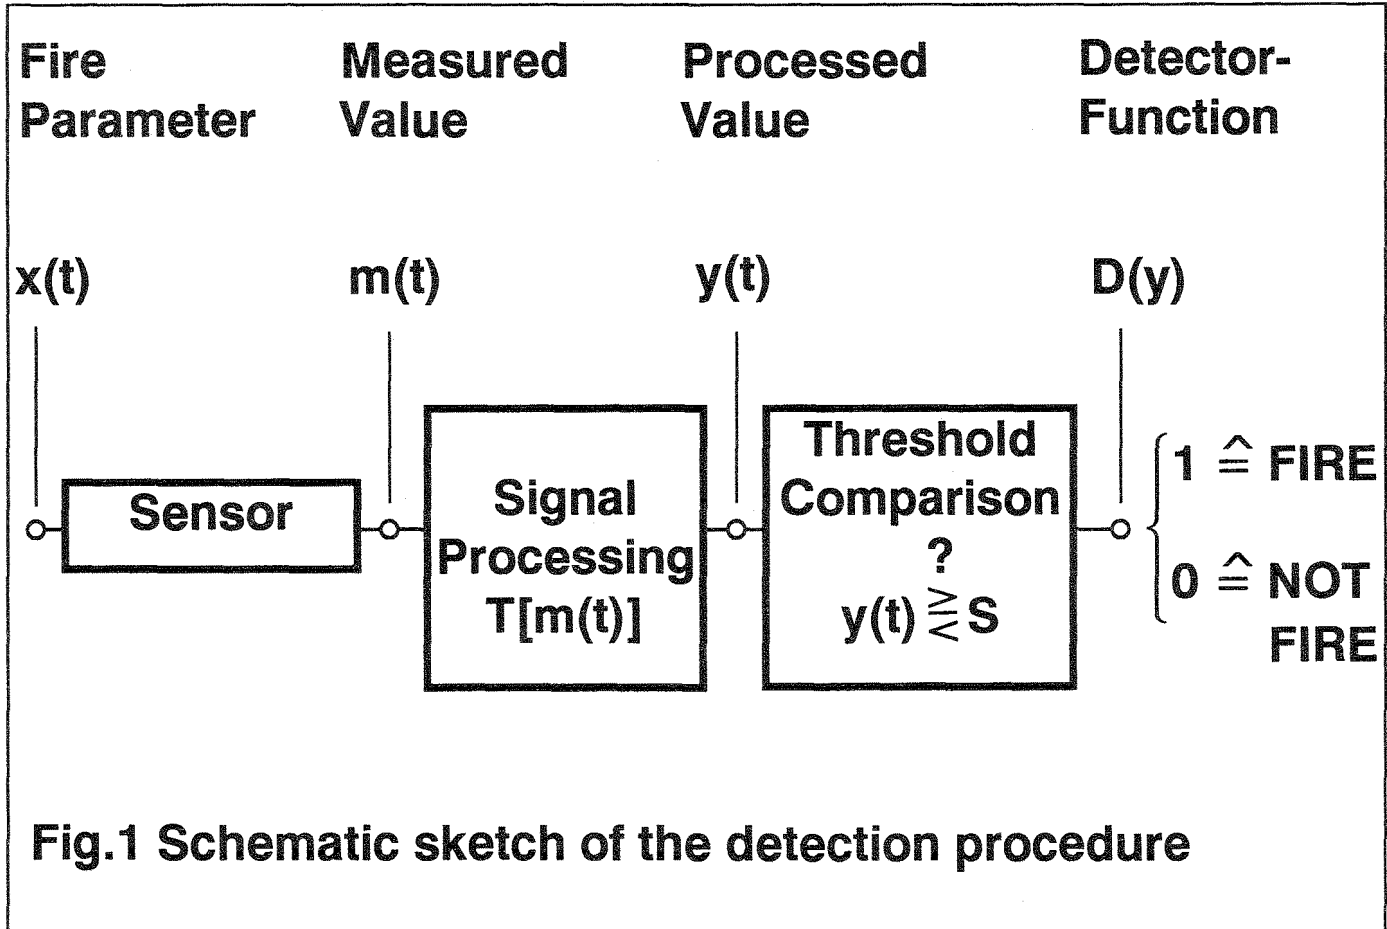 Fire Parameter
Measured Value
Processed Value
Detector-Function
x(t)
m(t)
y(t)
D(y)
Sensor
Signal
Processing
T[m(t)]
Threshold
Comparison
?
y(t) ⋛ S
1 ≙ FIRE
0 ≙ NOT
FIRE
Fig.1 Schematic sketch of the detection procedure